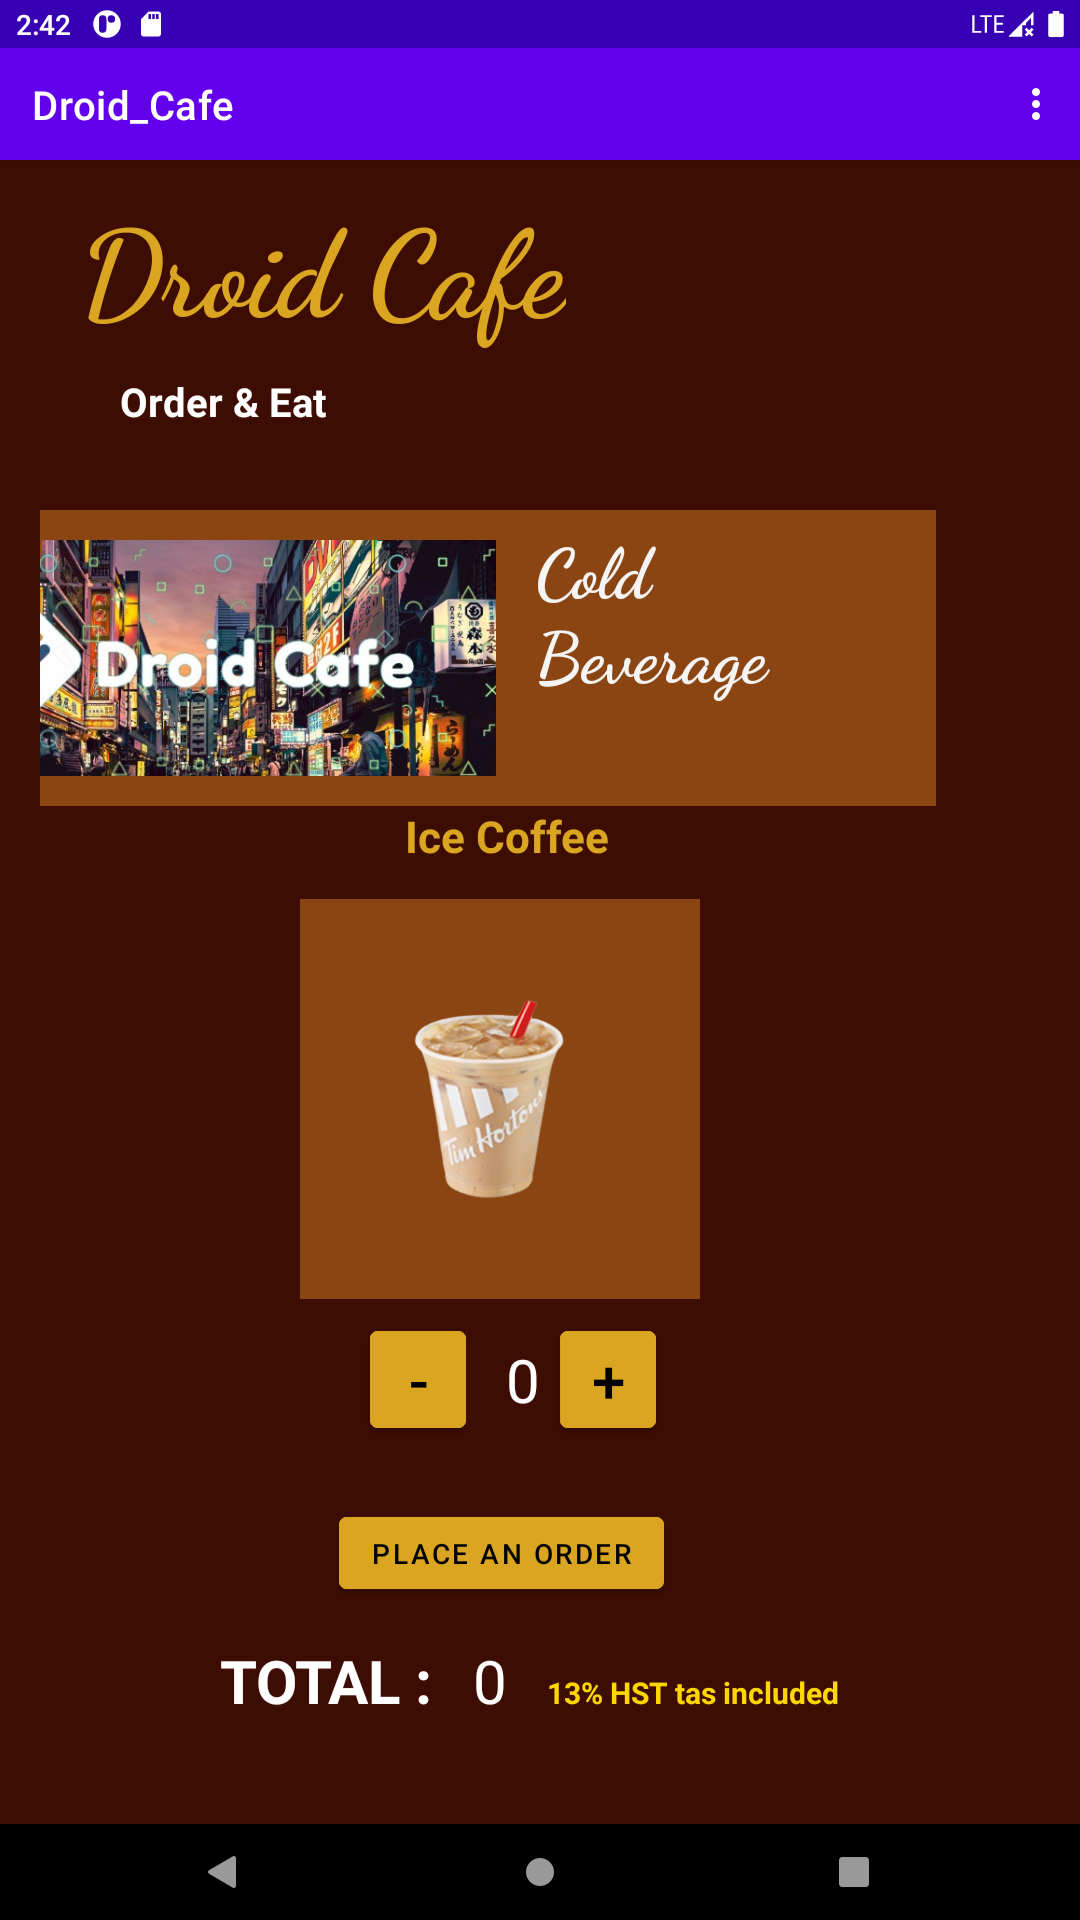 2:42 LTE
Droid_Cafe
Droid Cafe
Order & Eat
Droid Cafe
Cold
Beverage
Ice Coffee
Tim Hortons
- 0 +
PLACE AN ORDER
TOTAL : 0 13% HST tas included